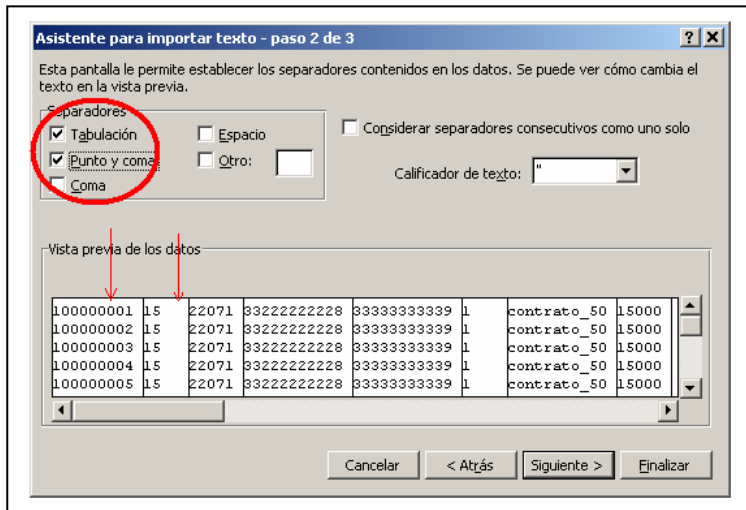 Asistente para importar texto - paso 2 de 3
Esta pantalla le permite establecer los separadores contenidos en los datos. Se puede ver cómo cambia el
texto en la vista previa.
Separadores
Tabulación
Espacio
Considerar separadores consecutivos como uno solo
Punto y coma
Otro:
Calificador de texto: "
Coma
Vista previa de los datos
100000001 15 22071 33222222228 33333333339 1 contrato_50 15000
100000002 15 22071 33222222228 33333333339 1 contrato_50 15000
100000003 15 22071 33222222228 33333333339 1 contrato_50 15000
100000004 15 22071 33222222228 33333333339 1 contrato_50 15000
100000005 15 22071 33222222228 33333333339 1 contrato_50 15000
Cancelar < Atrás Siguiente > Finalizar